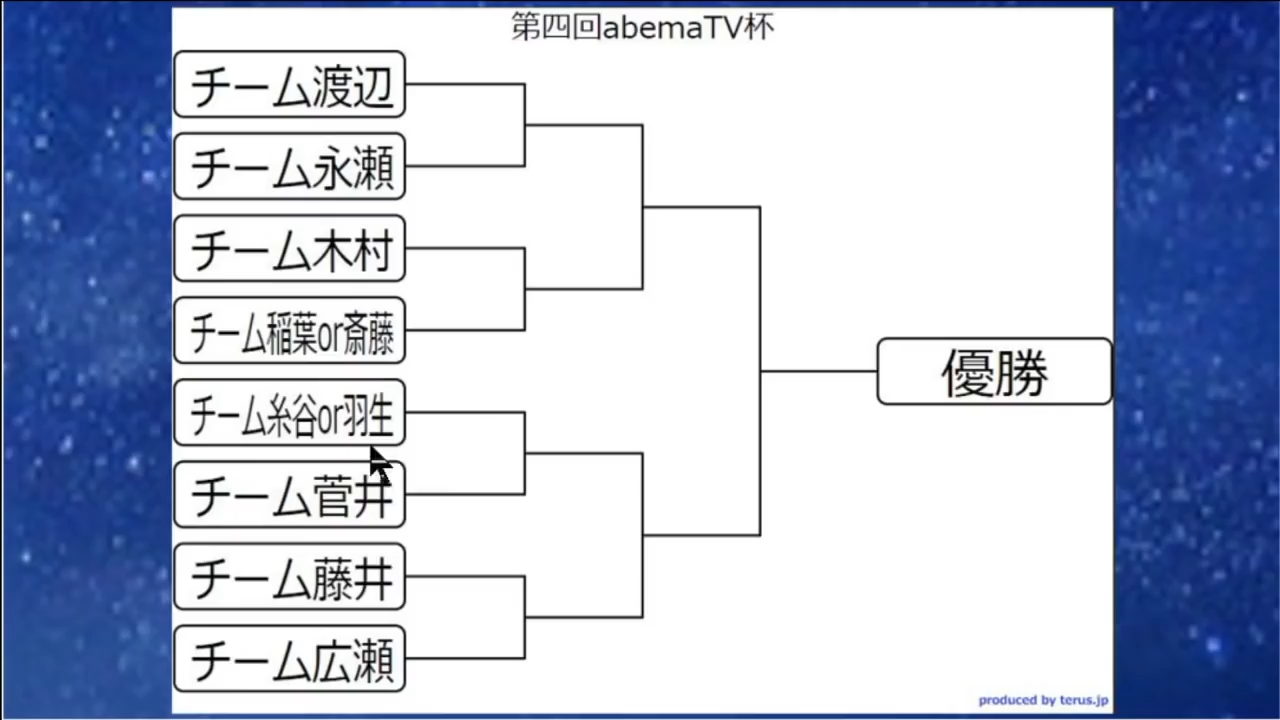 第四回abemaTV杯
チーム渡辺
チーム永瀬
チーム木村
チーム稲葉or斎藤
チーム糸谷or羽生
チーム菅井
チーム藤井
チーム広瀬
優勝
produced by terus.jp